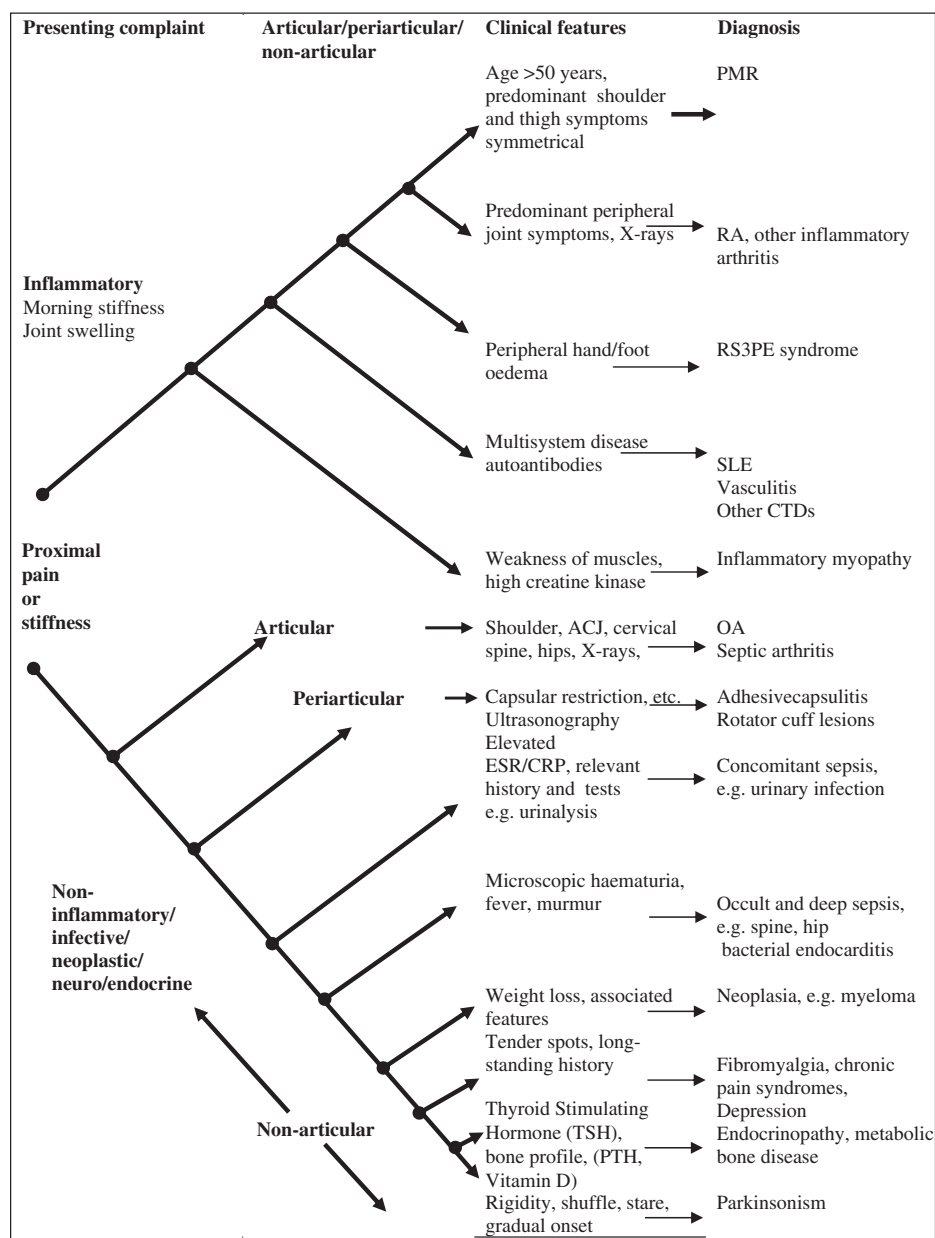 Presenting complaint
Articular/periarticular/
non-articular
Clinical features
Diagnosis
Age >50 years,
predominant shoulder
and thigh symptoms
symmetrical
PMR
Predominant peripheral
joint symptoms, X-rays
RA, other inflammatory
arthritis
Inflammatory
Morning stiffness
Joint swelling
Peripheral hand/foot
oedema
RS3PE syndrome
Multisystem disease
autoantibodies
SLE
Vasculitis
Other CTDs
Proximal
pain
or
stiffness
Weakness of muscles,
high creatine kinase
Inflammatory myopathy
Articular
Shoulder, ACJ, cervical
spine, hips, X-rays,
OA
Septic arthritis
Periarticular
Capsular restriction, etc.
Ultrasonography
Adhesivecapsulitis
Rotator cuff lesions
Elevated
ESR/CRP, relevant
history and tests
e.g. urinalysis
Concomitant sepsis,
e.g. urinary infection
Non-
inflammatory/
infective/
neoplastic/
neuro/endocrine
Microscopic haematuria,
fever, murmur
Occult and deep sepsis,
e.g. spine, hip
bacterial endocarditis
Weight loss, associated
features
Neoplasia, e.g. myeloma
Tender spots, long-
standing history
Fibromyalgia, chronic
pain syndromes,
Depression
Non-articular
Thyroid Stimulating
Hormone (TSH),
bone profile, (PTH,
Vitamin D)
Endocrinopathy, metabolic
bone disease
Rigidity, shuffle, stare,
gradual onset
Parkinsonism